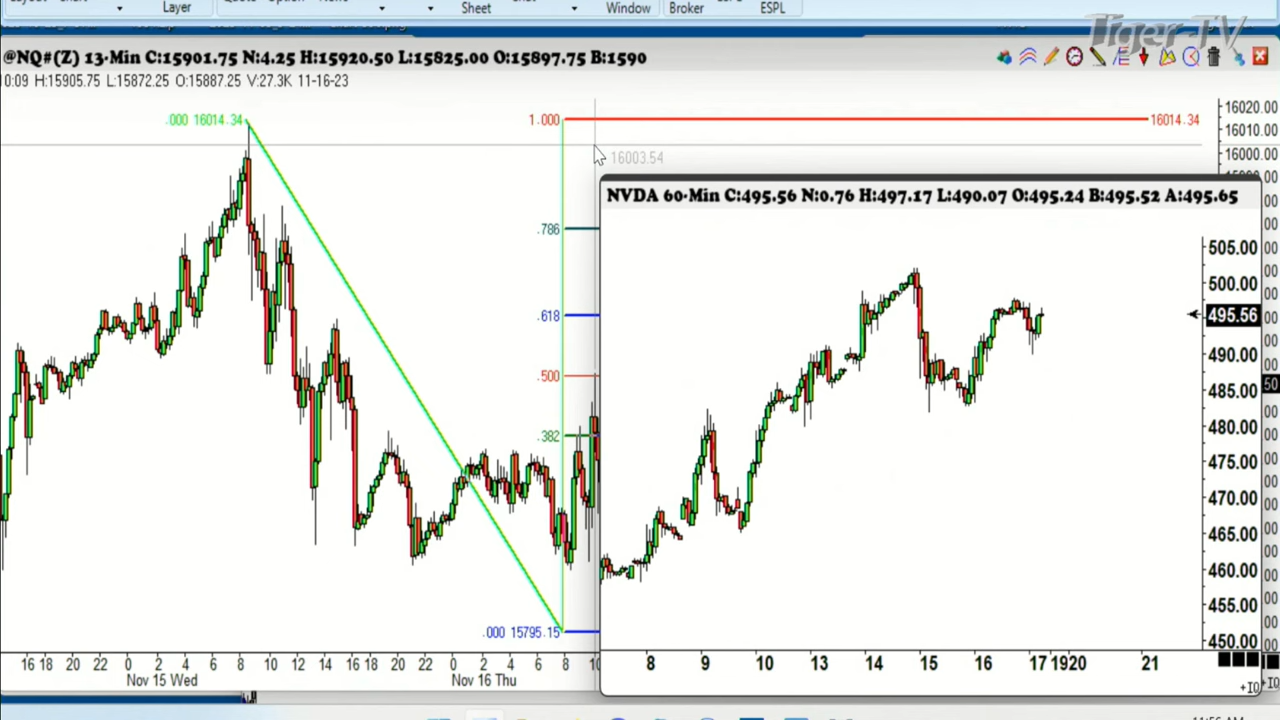 Layer
Sheet
Window
Broker
ESPL
Tiger-TV
@NQ#(Z) 13-Min C:15901.75 N:4.25 H:15920.50 L:15825.00 O:15897.75 B:1590
10:09 H:15905.75 L:15872.25 O:15887.25 V:27.3K 11-16-23
.000 16014.34
1.000
16014.34
16020.00
16010.00
16000.00
16003.54
NVDA 60-Min C:495.56 N:0.76 H:497.17 L:490.07 O:495.24 B:495.52 A:495.65
.786
.618
.500
.382
.000 15795.15
505.00
500.00
495.56
490.00
485.00
480.00
475.00
470.00
465.00
460.00
455.00
450.00
50
16 18 20 22 0 2 4 6 8 10 12 14 16 18 20 22 0 2 4 6 8
Nov 15 Wed
Nov 16 Thu
8 9 10 13 14 15 16 17 19 20 21